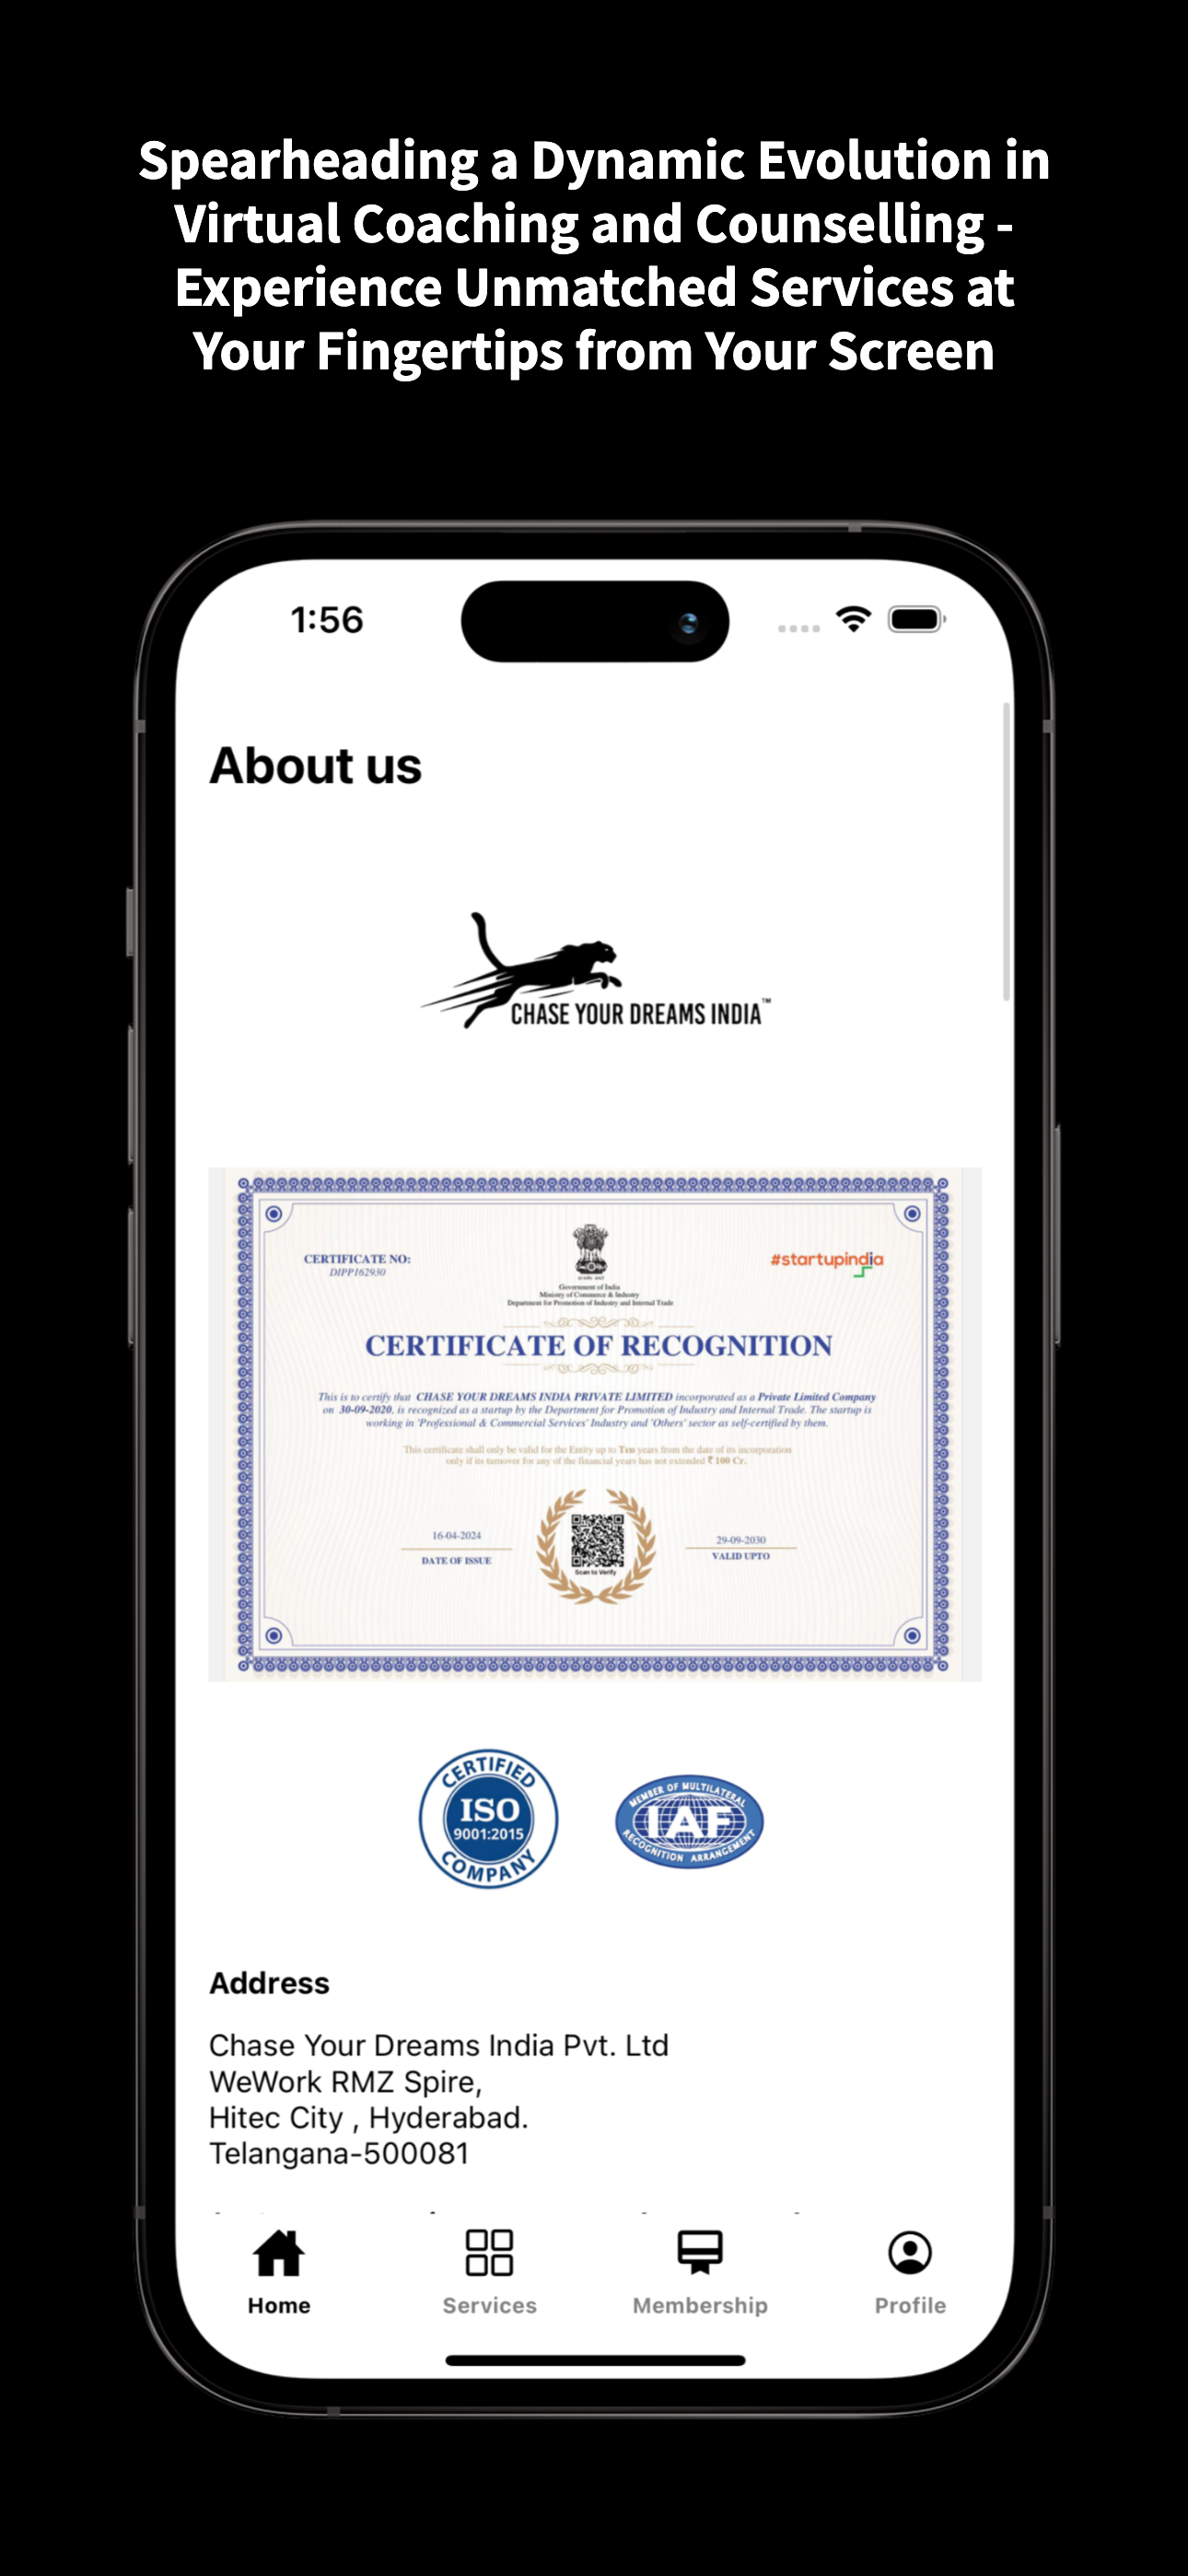 Spearheading a Dynamic Evolution in
Virtual Coaching and Counselling -
Experience Unmatched Services at
Your Fingertips from Your Screen
1:56
About us
CHASE YOUR DREAMS INDIA™
CERTIFICATE NO:
DIPP162930
#startupindia
Government of India
Ministry of Commerce & Industry
Department for Promotion of Industry and Internal Trade
CERTIFICATE OF RECOGNITION
This is to certify that CHASE YOUR DREAMS INDIA PRIVATE LIMITED incorporated as a Private Limited Company
on 30-09-2020, is recognized as a startup by the Department for Promotion of Industry and Internal Trade. The startup is
working in 'Professional & Commercial Services' Industry and 'Others' sector as self-certified by them.
This certificate shall only be valid for the Entity up to Ten years from the date of its incorporation
only if its turnover for any of the financial years has not extended ₹ 100 Cr.
16-04-2024
DATE OF ISSUE
Scan to Verify
29-09-2030
VALID UPTO
CERTIFIED
ISO
9001:2015
COMPANY
MEMBER OF MULTILATERAL
IAF
RECOGNITION ARRANGEMENT
Address
Chase Your Dreams India Pvt. Ltd
WeWork RMZ Spire,
Hitec City , Hyderabad.
Telangana-500081
Home
Services
Membership
Profile